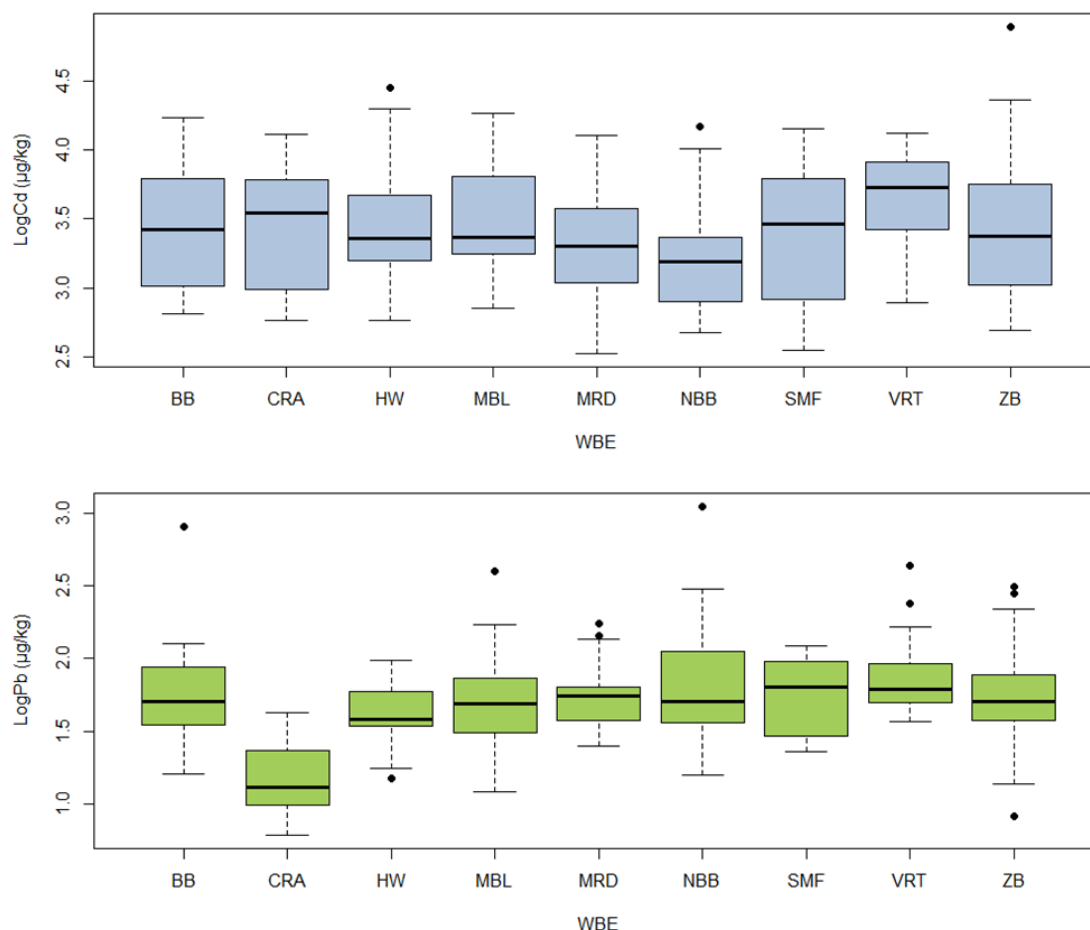 LogCd (µg/kg)
4.5
4.0
3.5
3.0
2.5
BB CRA HW MBL MRD NBB SMF VRT ZB
WBE
LogPb (µg/kg)
3.0
2.5
2.0
1.5
1.0
BB CRA HW MBL MRD NBB SMF VRT ZB
WBE